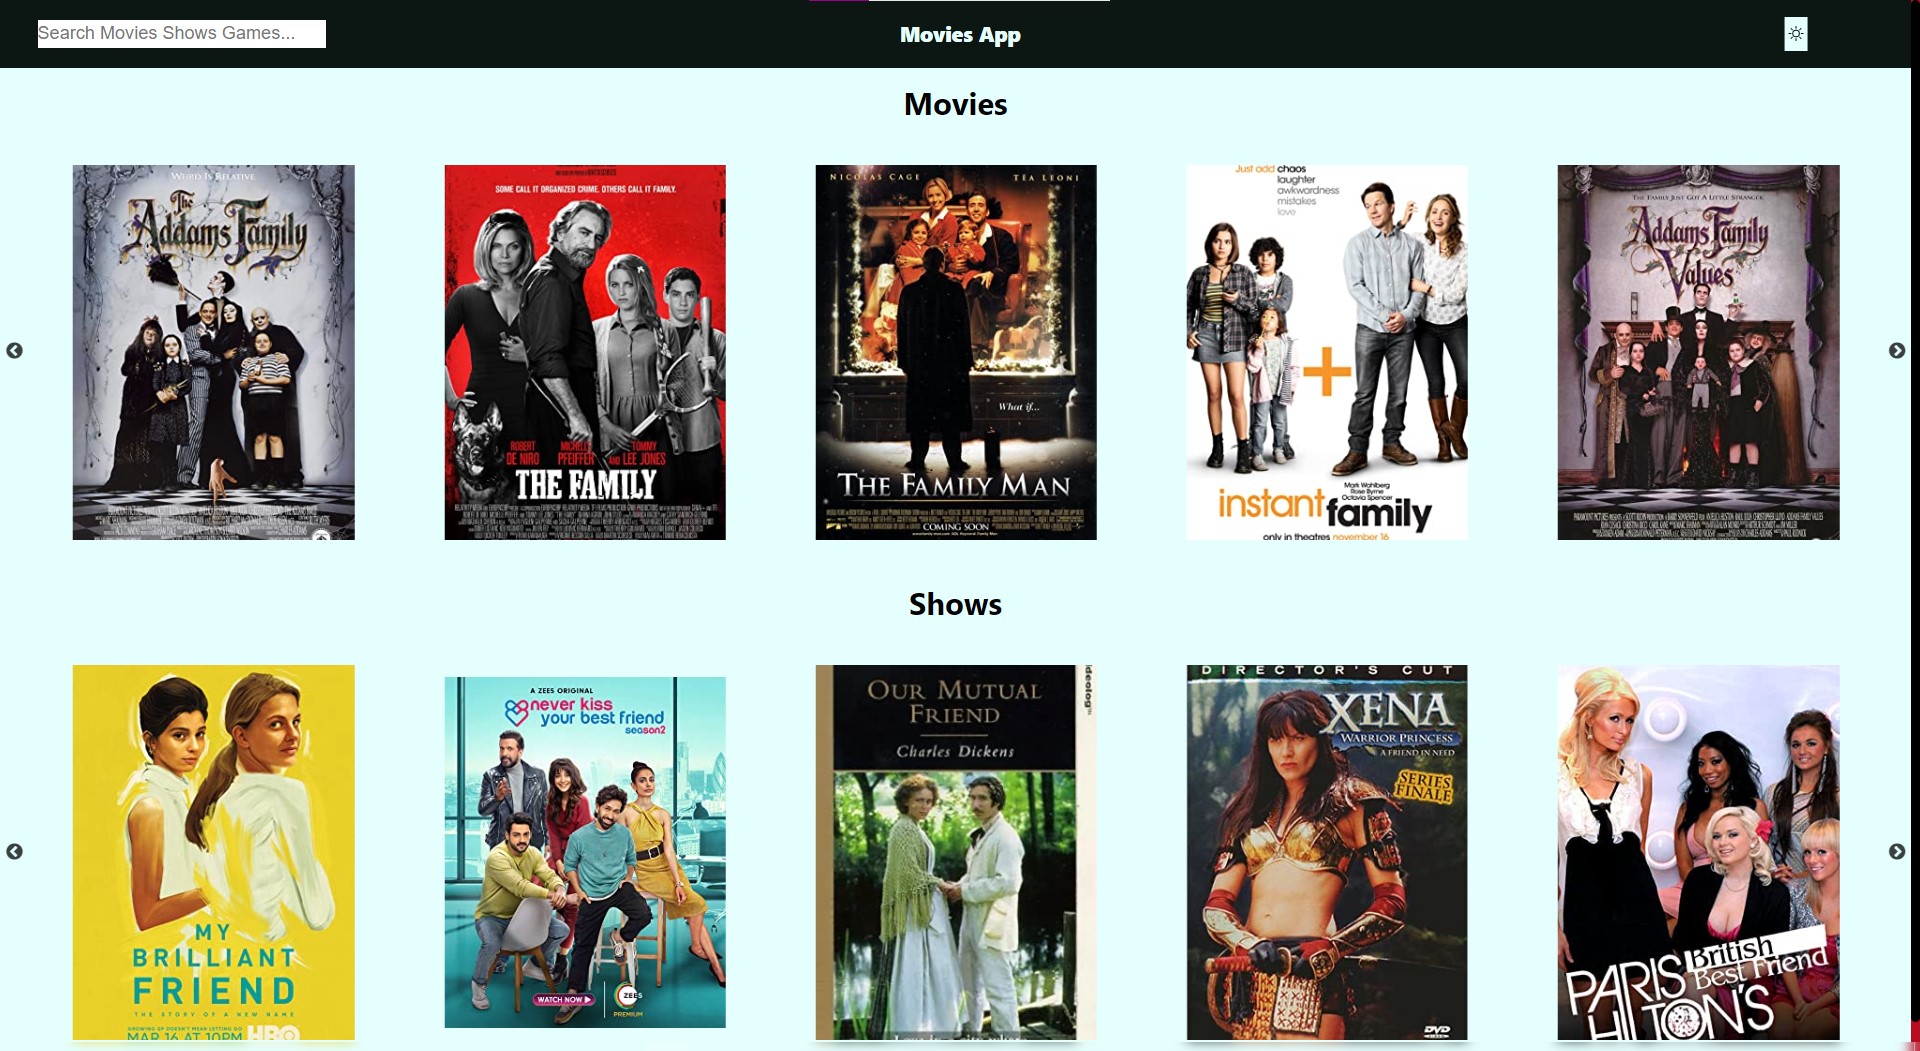 Search Movies Shows Games...
Movies App
Movies
WEIRD IS RELATIVE.
The
Addams Family
SOME CALL IT ORGANIZED CRIME. OTHERS CALL IT FAMILY.
ROBERT DE NIRO
MICHELLE PFEIFFER
AND TOMMY LEE JONES
THE FAMILY
NICOLAS CAGE
TEA LEONI
What if...
THE FAMILY MAN
COMING SOON
Just add chaos
laughter
awkwardness
mistakes
love
+
Mark Wahlberg
Rose Byrne
Octavia Spencer
instant family
only in theatres november 16
THE FAMILY JUST GOT A LITTLE STRANGER.
Addams Family
Values
Shows
MY
BRILLIANT
FRIEND
THE STORY OF A NEW NAME
GROWING UP DOESN'T MEAN LETTING GO
MAR 16 AT 10PM HBO
A ZEE5 ORIGINAL
never kiss
your best friend
season2
WATCH NOW
ZEE5
PREMIUM
OUR MUTUAL
FRIEND
Charles Dickens
DIRECTOR'S CUT
XENA
WARRIOR PRINCESS
A FRIEND IN NEED
SERIES
FINALE
DVD
PARIS
HILTON'S
British
Best Friend